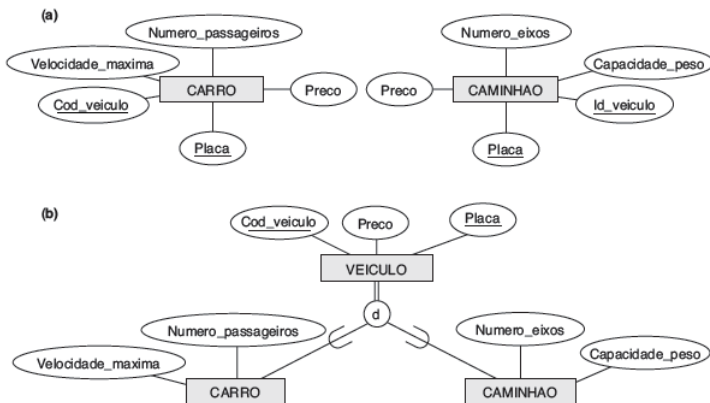 (a)
Numero_passageiros
Numero_eixos
Velocidade_maxima
Capacidade_peso
CARRO
Preco
Preco
CAMINHAO
Cod_veiculo
Id_veiculo
Placa
Placa
(b)
Cod_veiculo
Preco
Placa
VEICULO
d
Numero_passageiros
Numero_eixos
Velocidade_maxima
Capacidade_peso
CARRO
CAMINHAO